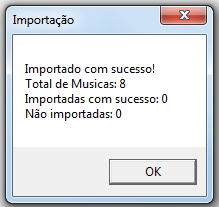 Importação
Importado com sucesso!
Total de Musicas: 8
Importadas com sucesso: 0
Não importadas: 0
OK